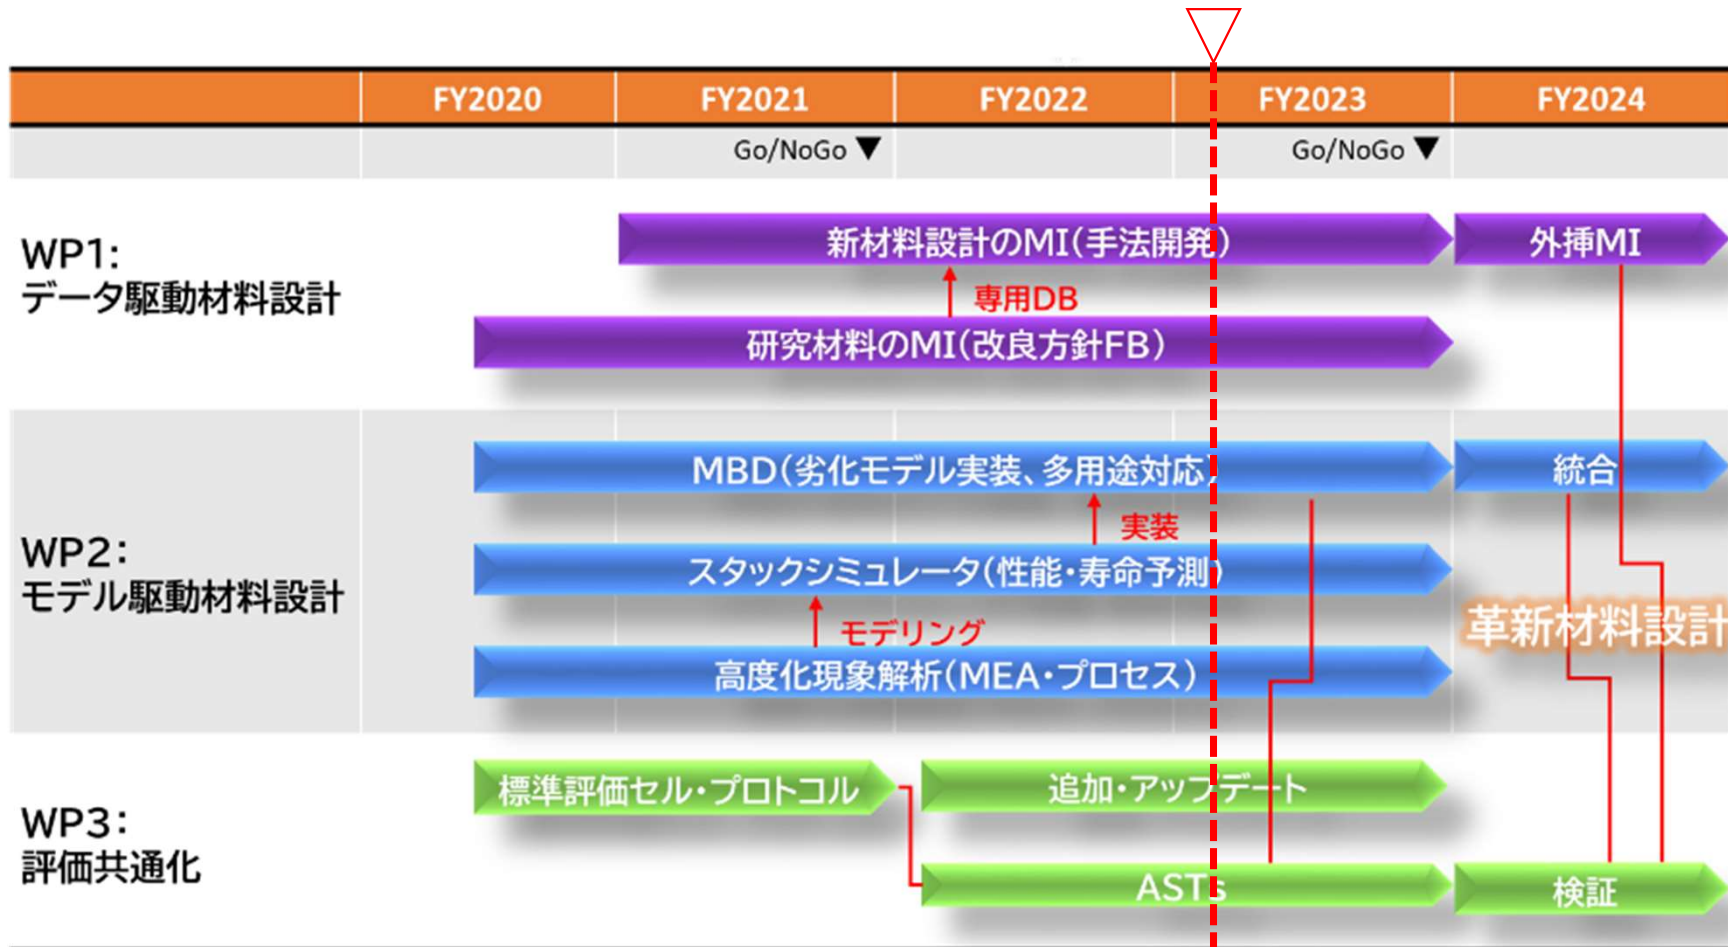 FY2020 FY2021 FY2022 FY2023 FY2024
Go/NoGo ▼ Go/NoGo ▼
WP1:
データ駆動材料設計
新材料設計のMI(手法開発)
外挿MI
専用DB
研究材料のMI(改良方針FB)
WP2:
モデル駆動材料設計
MBD(劣化モデル実装、多用途対応)
統合
実装
スタックシミュレータ(性能・寿命予測)
モデリング
高度化現象解析(MEA・プロセス)
革新材料設計
WP3:
評価共通化
標準評価セル・プロトコル
追加・アップデート
ASTs
検証